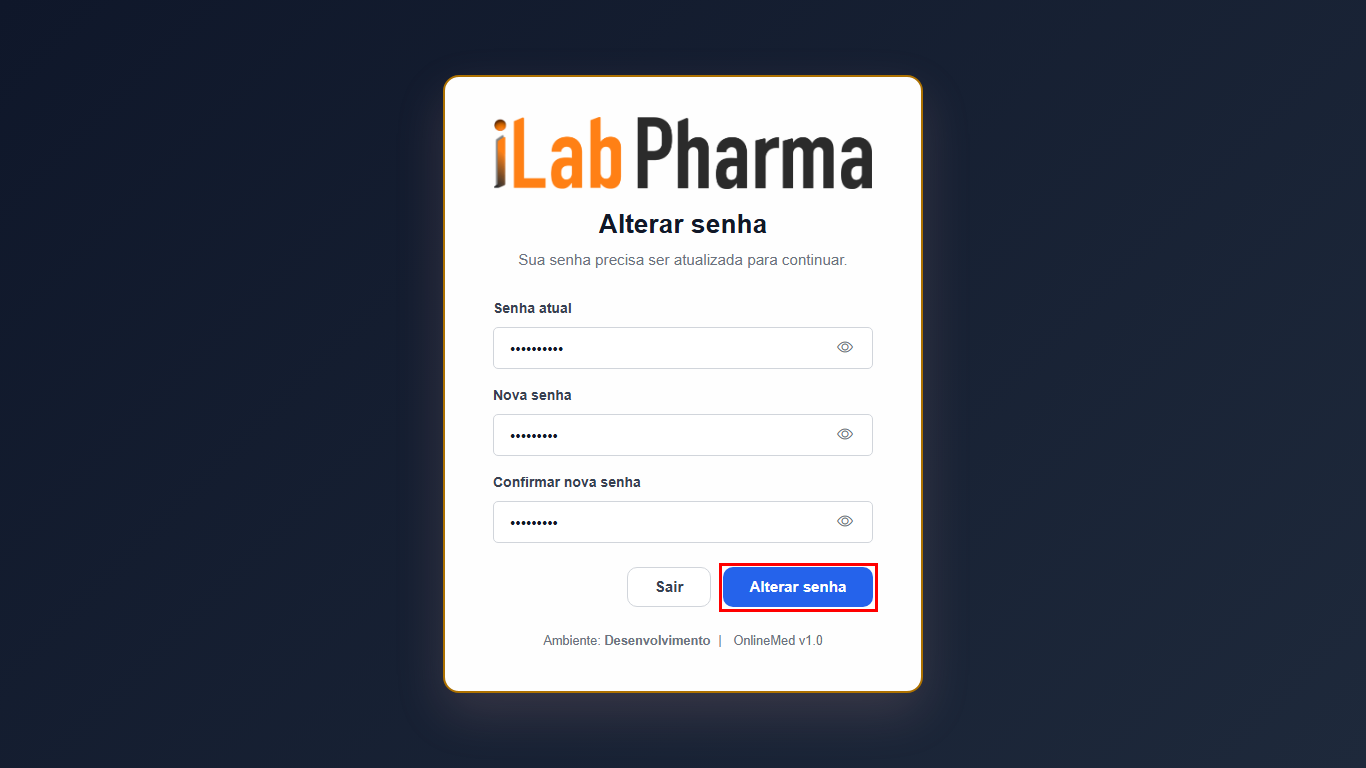 iLab Pharma
Alterar senha
Sua senha precisa ser atualizada para continuar.
Senha atual
••••••••••
Nova senha
•••••••••
Confirmar nova senha
•••••••••
Sair Alterar senha
Ambiente: Desenvolvimento | OnlineMed v1.0